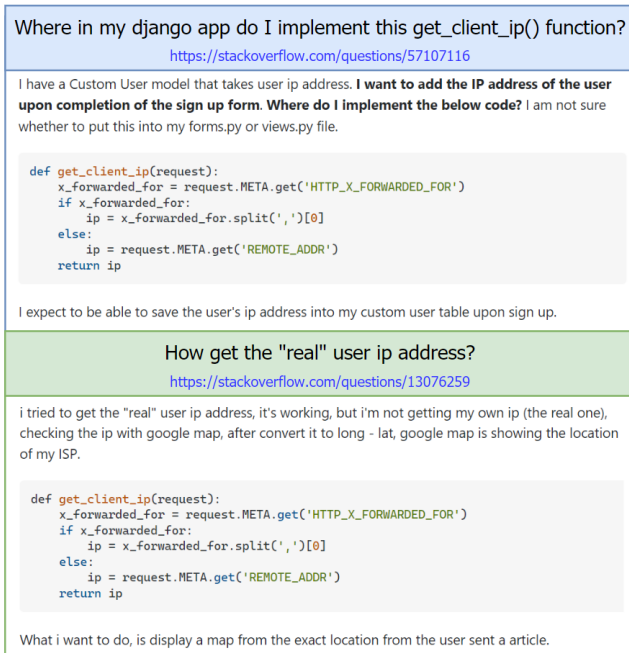 Where in my django app do I implement this get_client_ip() function?
https://stackoverflow.com/questions/57107116
I have a Custom User model that takes user ip address. I want to add the IP address of the user
upon completion of the sign up form. Where do I implement the below code? I am not sure
whether to put this into my forms.py or views.py file.
def get_client_ip(request):
    x_forwarded_for = request.META.get('HTTP_X_FORWARDED_FOR')
    if x_forwarded_for:
        ip = x_forwarded_for.split(',')[0]
    else:
        ip = request.META.get('REMOTE_ADDR')
    return ip
I expect to be able to save the user's ip address into my custom user table upon sign up.
How get the "real" user ip address?
https://stackoverflow.com/questions/13076259
i tried to get the "real" user ip address, it's working, but i'm not getting my own ip (the real one),
checking the ip with google map, after convert it to long - lat, google map is showing the location
of my ISP.
def get_client_ip(request):
    x_forwarded_for = request.META.get('HTTP_X_FORWARDED_FOR')
    if x_forwarded_for:
        ip = x_forwarded_for.split(',')[0]
    else:
        ip = request.META.get('REMOTE_ADDR')
    return ip
What i want to do, is display a map from the exact location from the user sent a article.